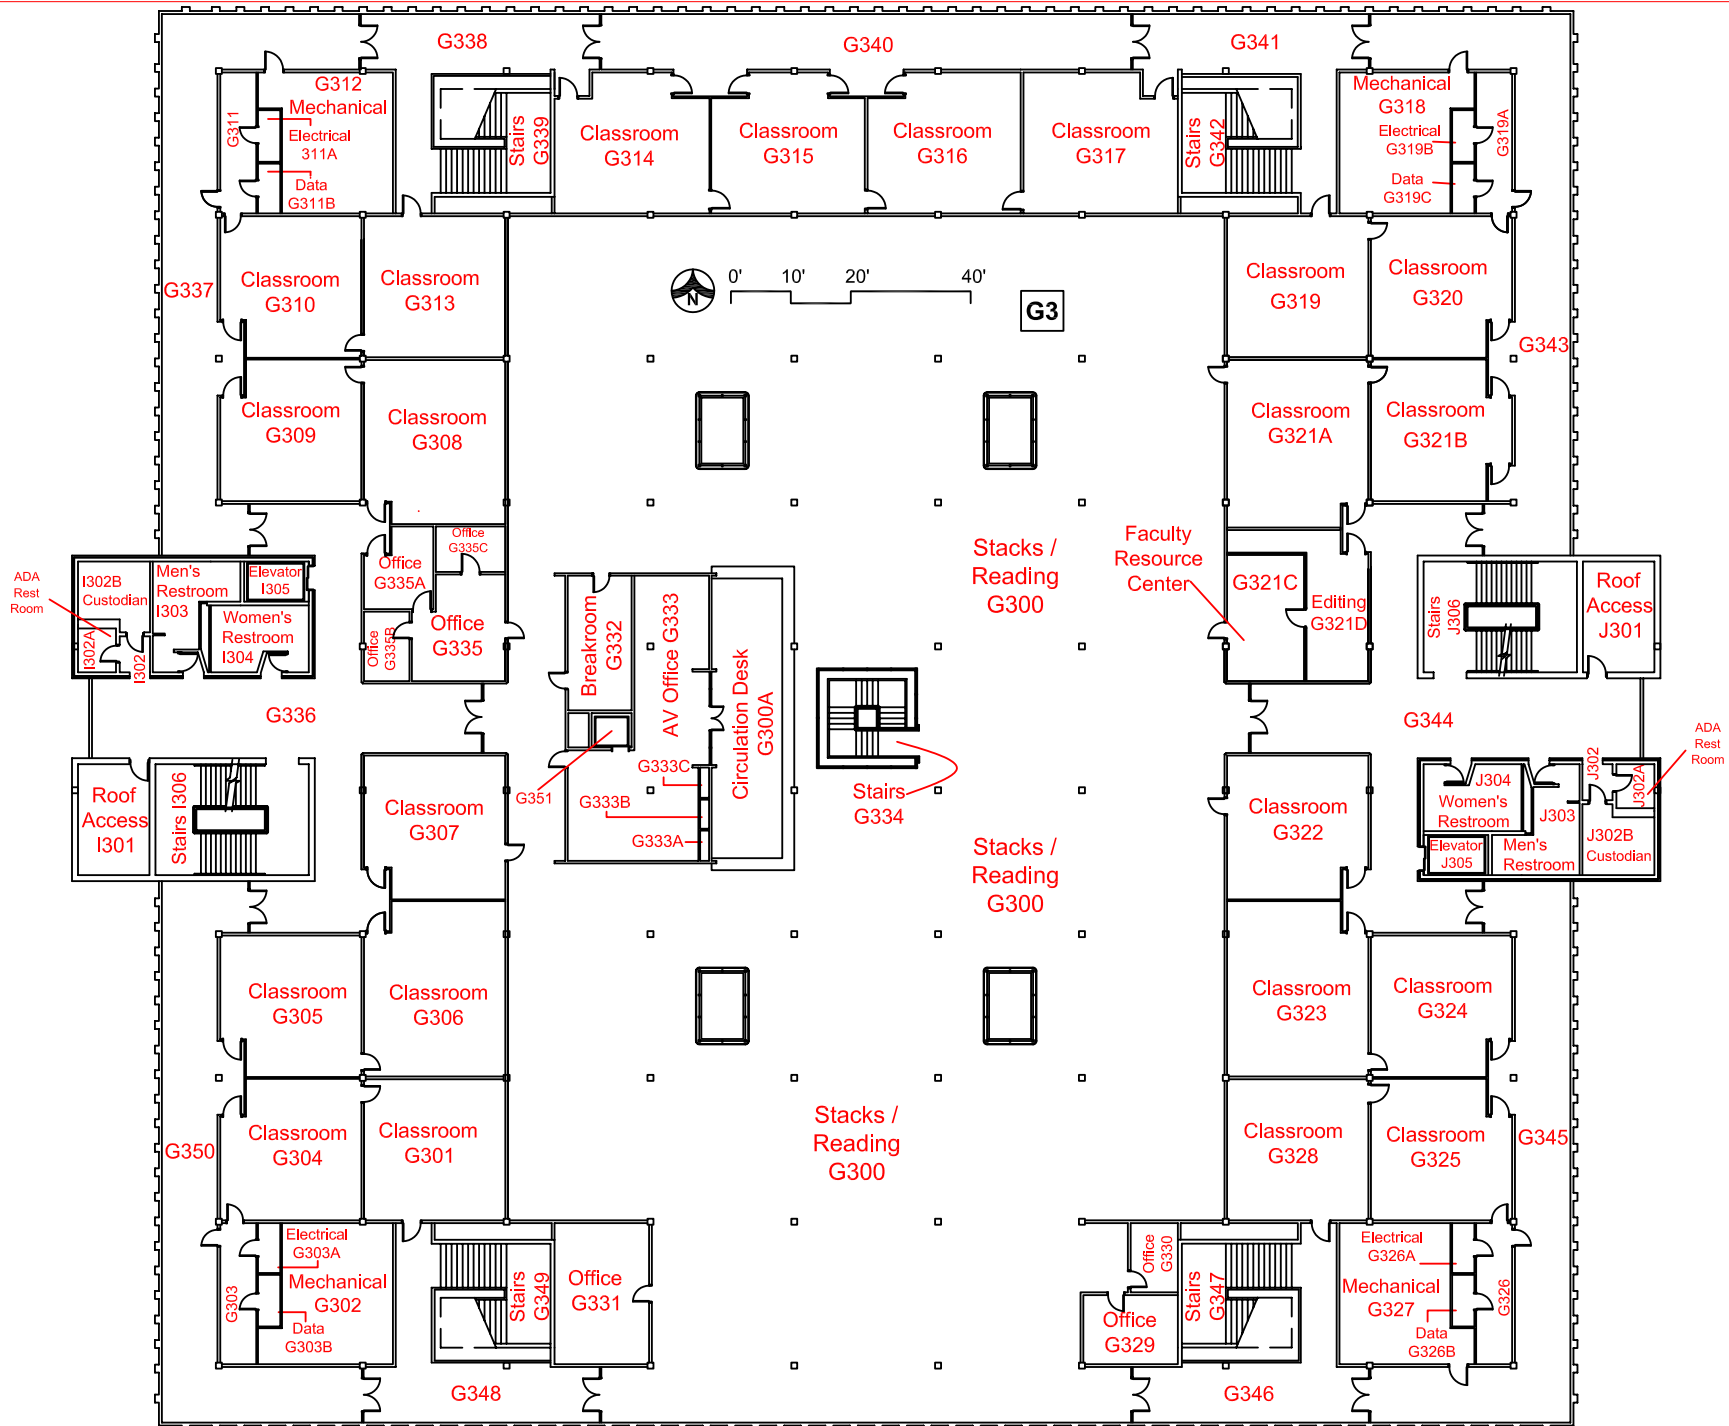 G338
G340
G341
G312
Mechanical
G311
Electrical
311A
Data
G311B
Stairs
G339
Classroom
G314
Classroom
G315
Classroom
G316
Classroom
G317
Stairs
G342
Mechanical
G318
Electrical
G319B
Data
G319C
G319A
G337
Classroom
G310
Classroom
G313
N
0'
10'
20'
40'
G3
Classroom
G319
Classroom
G320
G343
Classroom
G309
Classroom
G308
Classroom
G321A
Classroom
G321B
ADA
Rest
Room
I302B
Custodian
I302A
I302
Men's
Restroom
I303
Elevator
I305
Women's
Restroom
I304
Office
G335A
Office
G335C
Office
G335B
Office
G335
Breakroom
G332
AV Office G333
Circulation Desk
G300A
Stacks /
Reading
G300
Faculty
Resource
Center
G321C
Editing
G321D
Stairs
J306
Roof
Access
J301
G336
G344
ADA
Rest
Room
G351
G333C
G333B
G333A
Stairs
G334
Roof
Access
I301
Stairs I306
Classroom
G307
Stacks /
Reading
G300
Classroom
G322
J304
Women's
Restroom
Elevator
J305
J303
Men's
Restroom
J302
J302A
J302B
Custodian
Classroom
G305
Classroom
G306
Classroom
G323
Classroom
G324
G350
Classroom
G304
Classroom
G301
Stacks /
Reading
G300
Classroom
G328
Classroom
G325
G345
G303
Electrical
G303A
Mechanical
G302
Data
G303B
Stairs
G349
Office
G331
Office
G330
Office
G329
Stairs
G347
Electrical
G326A
Mechanical
G327
Data
G326B
G326
G348
G346